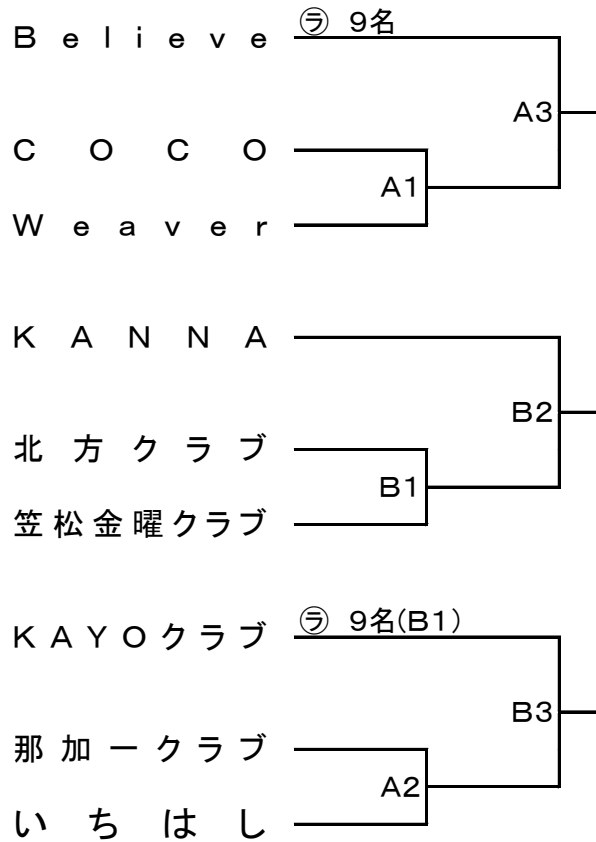 Believe ㋶ 9名
A3
COCO
A1
Weaver
KANNA
B2
北方クラブ
B1
笠松金曜クラブ
KAYOクラブ ㋶ 9名(B1)
B3
那加一クラブ
A2
いちはし